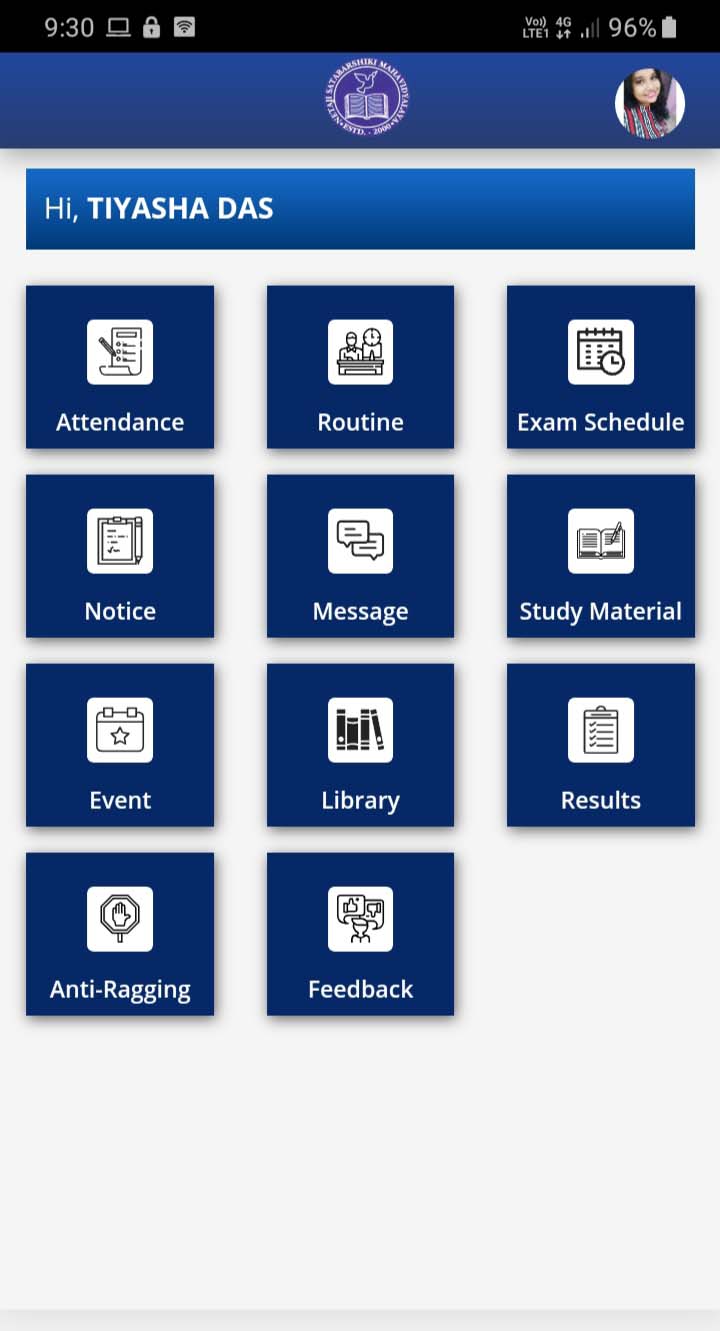 9:30
Vo)) 4G 96%
LTE1
NETAJI SATABARSHIKI MAHAVIDYALAYA
ESTD. - 2000
Hi, TIYASHA DAS
Attendance
Routine
Exam Schedule
Notice
Message
Study Material
Event
Library
Results
Anti-Ragging
Feedback